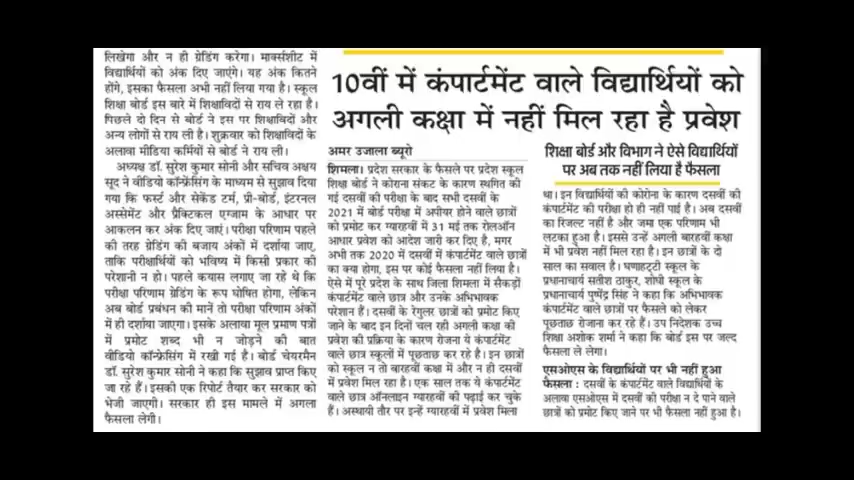 लिखेगा और न ही ग्रेडिंग करेगा। मार्क्सशीट में
विद्यार्थियों को अंक दिए जाएंगे। यह अंक कितने
होंगे, इसका फैसला अभी नहीं लिया गया है। स्कूल
शिक्षा बोर्ड इस बारे में शिक्षाविदों से राय ले रहा है।
पिछले दो दिन से बोर्ड ने इस पर शिक्षाविदों और
अन्य लोगों से राय ली है। शुक्रवार को शिक्षाविदों के
अलावा मीडिया कर्मियों से बोर्ड ने राय ली।
अध्यक्ष डॉ. सुरेश कुमार सोनी और सचिव अक्षय
सूद ने वीडियो कॉन्फ्रेंसिंग के माध्यम से सुझाव दिया
गया कि फर्स्ट और सेकेंड टर्म, प्री-बोर्ड, इंटरनल
असेसमेंट और प्रैक्टिकल एग्जाम के आधार पर
आकलन कर अंक दिए जाएं। परीक्षा परिणाम पहले
की तरह ग्रेडिंग की बजाय अंकों में दर्शाया जाए,
ताकि परीक्षार्थियों को भविष्य में किसी प्रकार की
परेशानी न हो। पहले कयास लगाए जा रहे थे कि
परीक्षा परिणाम ग्रेडिंग के रूप घोषित होगा, लेकिन
अब बोर्ड प्रबंधन की मानें तो परीक्षा परिणाम अंकों
में ही दर्शाया जाएगा। इसके अलावा मूल प्रमाण पत्रों
में प्रमोट शब्द भी न जोड़ने की बात
वीडियो कॉन्फ्रेंसिंग में रखी गई है। बोर्ड चेयरमैन
डॉ. सुरेश कुमार सोनी ने कहा कि सुझाव प्राप्त किए
जा रहे हैं। इसकी एक रिपोर्ट तैयार कर सरकार को
भेजी जाएगी। सरकार ही इस मामले में अगला
फैसला लेगी।
10वीं में कंपार्टमेंट वाले विद्यार्थियों को
अगली कक्षा में नहीं मिल रहा है प्रवेश
अमर उजाला ब्यूरो
शिमला। प्रदेश सरकार के फैसले पर प्रदेश स्कूल
शिक्षा बोर्ड ने कोराना संकट के कारण स्थगित की
गई दसवीं की परीक्षा के बाद सभी दसवीं के
2021 में बोर्ड परीक्षा में अपीयर होने वाले छात्रों
को प्रमोट कर ग्यारहवीं में 31 मई तक रोलऑन
आधार प्रवेश को आदेश जारी कर दिए है, मगर
अभी तक 2020 में दसवीं में कंपार्टमेंट वाले छात्रों
का क्या होगा, इस पर कोई फैसला नहीं लिया है।
ऐसे में पूरे प्रदेश के साथ जिला शिमला में सैकड़ों
कंपार्टमेंट वाले छात्र और उनके अभिभावक
परेशान हैं। दसवीं के रेगुलर छात्रों को प्रमोट किए
जाने के बाद इन दिनों चल रही अगली कक्षा की
प्रवेश की प्रक्रिया के कारण रोजना ये कंपार्टमेंट
वाले छात्र स्कूलों में पूछताछ कर रहे है। इन छात्रों
को स्कूल न तो बारहवीं कक्षा में और न ही दसवीं
में प्रवेश मिल रहा है। एक साल तक ये कंपार्टमेंट
वाले छात्र ऑनलाइन ग्यारहवीं की पढ़ाई कर चुके
हैं। अस्थायी तौर पर इन्हें ग्यारहवीं में प्रवेश मिला
शिक्षा बोर्ड और विभाग ने ऐसे विद्यार्थियों
पर अब तक नहीं लिया है फैसला
था। इन विद्यार्थियों की कोरोना के कारण दसवीं की
कंपार्टमेंट की परीक्षा हो ही नहीं पाई है। अब दसवीं
का रिजल्ट नहीं है और जमा एक परिणाम भी
लटका हुआ है। इससे उन्हें अगली बारहवीं कक्षा
में भी प्रवेश नहीं मिल रहा है। इन छात्रों के दो
साल का सवाल है। घणाहट्टी स्कूल के
प्रधानाचार्य सतीश ठाकुर, शोघी स्कूल के
प्रधानाचार्य पुष्पेंद्र सिंह ने कहा कि अभिभावक
कंपार्टमेंट वाले छात्रों पर फैसले को लेकर
पूछताछ रोजाना कर रहे हैं। उप निदेशक उच्च
शिक्षा अशोक शर्मा ने कहा कि बोर्ड इस पर जल्द
फैसला ले लेगा।
एसओएस के विद्यार्थियों पर भी नहीं हुआ
फैसला : दसवीं के कंपार्टमेंट वाले विद्यार्थियों के
अलावा एसओएस में दसवीं की परीक्षा न दे पाने वाले
छात्रों को प्रमोट किए जाने पर भी फैसला नहीं हुआ है।